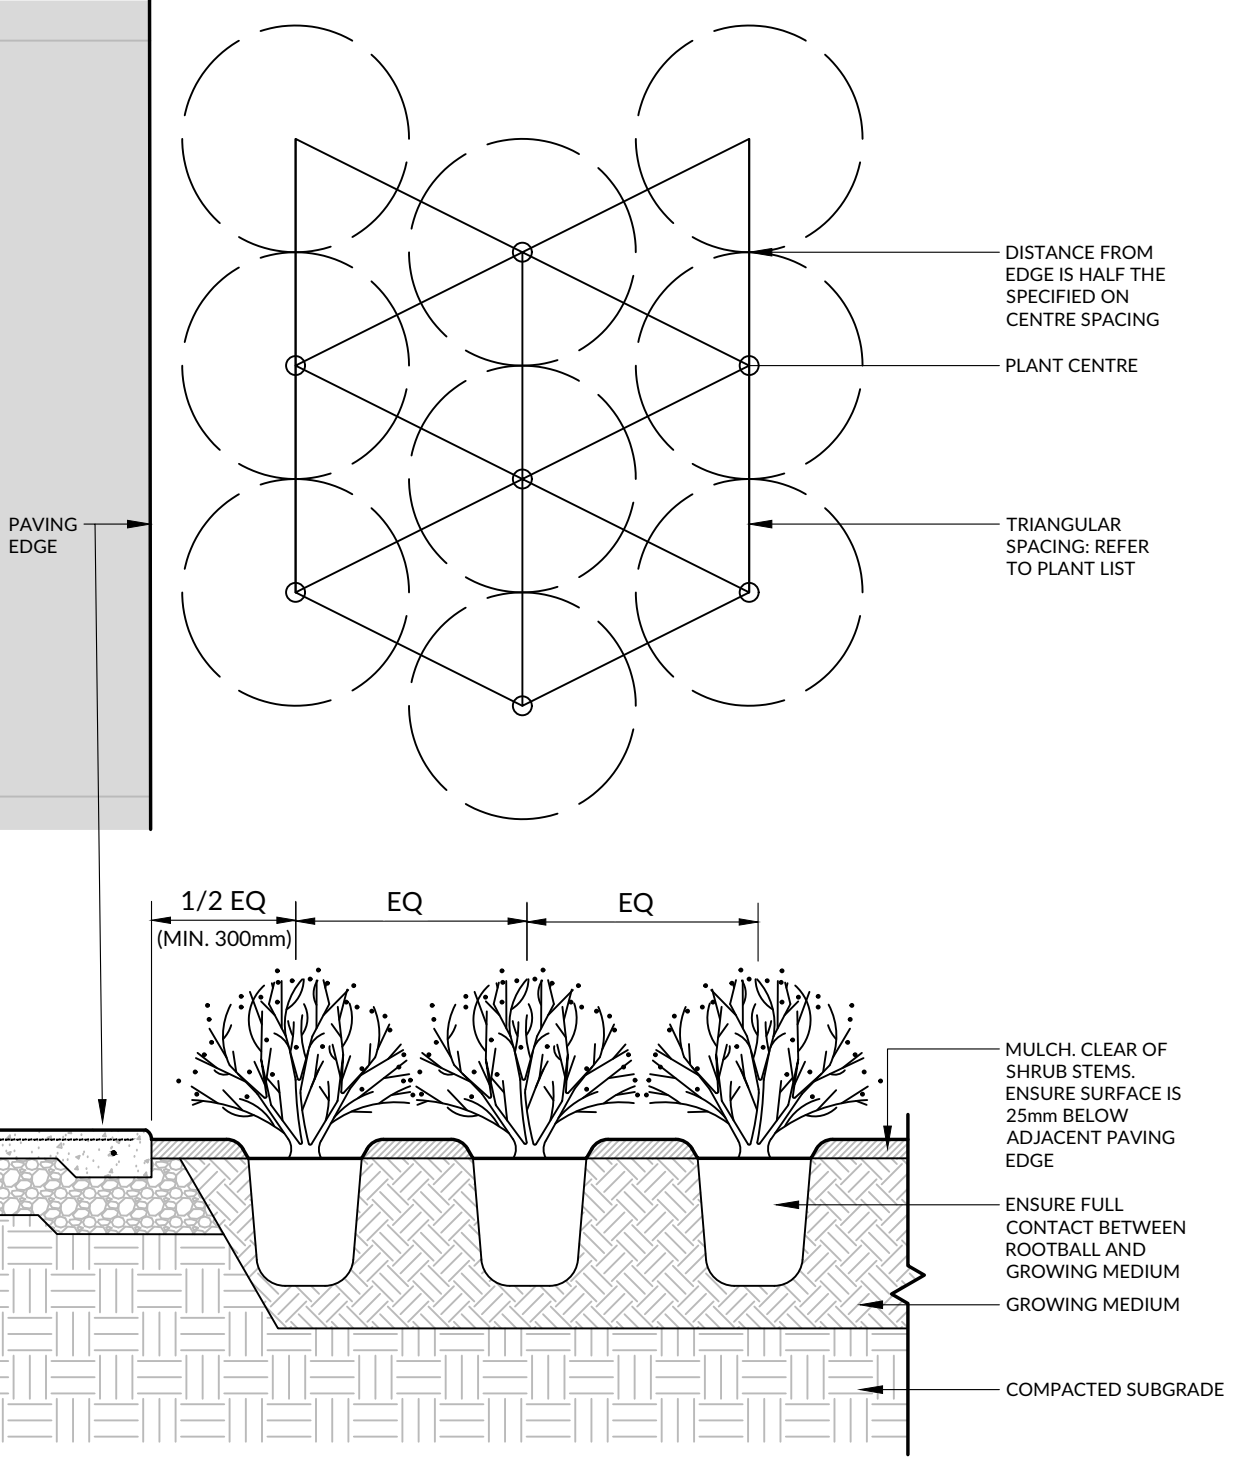 DISTANCE FROM
EDGE IS HALF THE
SPECIFIED ON
CENTRE SPACING
PLANT CENTRE
PAVING
EDGE
TRIANGULAR
SPACING: REFER
TO PLANT LIST
1/2 EQ
(MIN. 300mm)
EQ
EQ
MULCH. CLEAR OF
SHRUB STEMS.
ENSURE SURFACE IS
25mm BELOW
ADJACENT PAVING
EDGE
ENSURE FULL
CONTACT BETWEEN
ROOTBALL AND
GROWING MEDIUM
GROWING MEDIUM
COMPACTED SUBGRADE